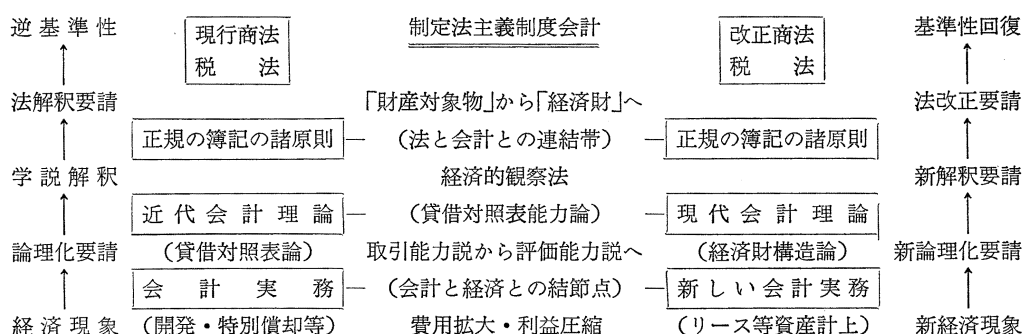 逆基準性 現行商法 制定法主義制度会計 改正商法 基準性回復
税法 税法
法解釈要請 「財産対象物」から「経済財」へ 法改正要請
正規の簿記の諸原則 (法と会計との連結帯) 正規の簿記の諸原則
学説解釈 経済的観察法 新解釈要請
近代会計理論 (貸借対照表能力論) 現代会計理論
論理化要請 (貸借対照表論) 取引能力説から評価能力説へ (経済財構造論) 新論理化要請
会計実務 (会計と経済との結節点) 新しい会計実務
経済現象 (開発・特別償却等) 費用拡大・利益圧縮 (リース等資産計上) 新経済現象